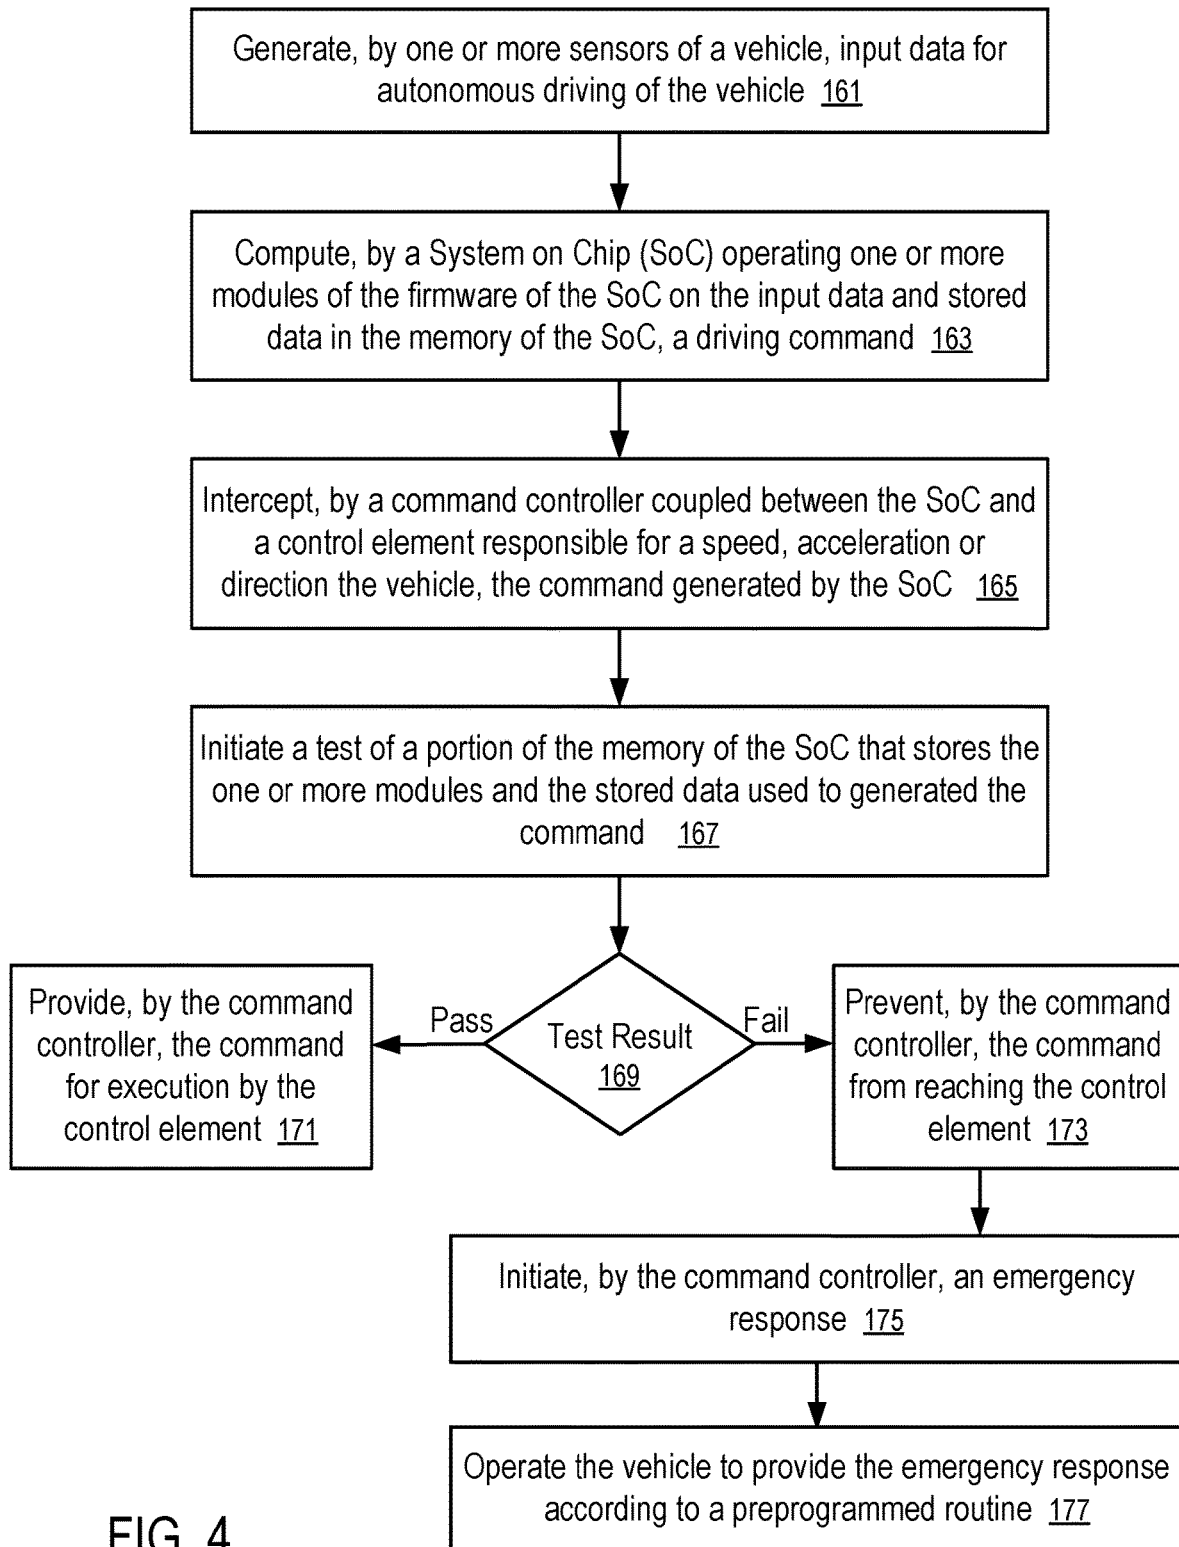 Generate, by one or more sensors of a vehicle, input data for
autonomous driving of the vehicle 161
Compute, by a System on Chip (SoC) operating one or more
modules of the firmware of the SoC on the input data and stored
data in the memory of the SoC, a driving command 163
Intercept, by a command controller coupled between the SoC and
a control element responsible for a speed, acceleration or
direction the vehicle, the command generated by the SoC 165
Initiate a test of a portion of the memory of the SoC that stores the
one or more modules and the stored data used to generated the
command 167
Test Result
169
Pass
Provide, by the command
controller, the command
for execution by the
control element 171
Fail
Prevent, by the command
controller, the command
from reaching the control
element 173
Initiate, by the command controller, an emergency
response 175
Operate the vehicle to provide the emergency response
according to a preprogrammed routine 177
FIG. 4